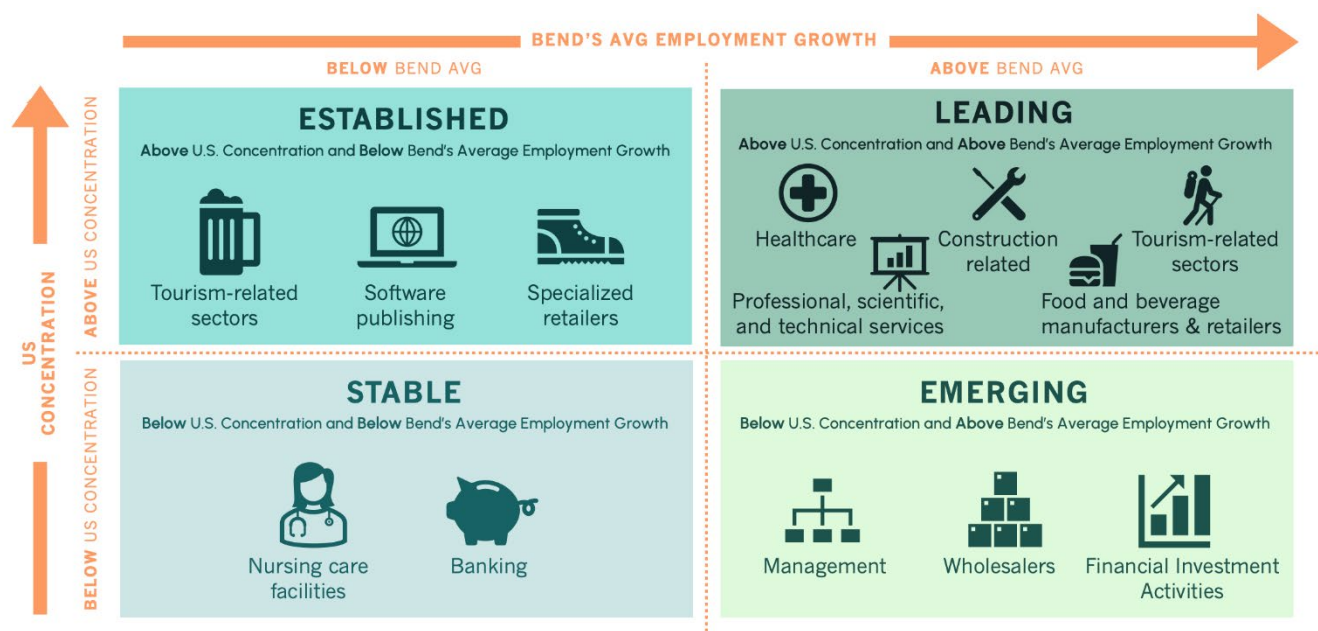 BEND'S AVG EMPLOYMENT GROWTH
BELOW BEND AVG
ABOVE BEND AVG
US
CONCENTRATION
ABOVE US CONCENTRATION
BELOW US CONCENTRATION
ESTABLISHED
Above U.S. Concentration and Below Bend's Average Employment Growth
Tourism-related
sectors
Software
publishing
Specialized
retailers
LEADING
Above U.S. Concentration and Above Bend's Average Employment Growth
Healthcare
Construction
related
Tourism-related
sectors
Professional, scientific,
and technical services
Food and beverage
manufacturers & retailers
STABLE
Below U.S. Concentration and Below Bend's Average Employment Growth
Nursing care
facilities
Banking
EMERGING
Below U.S. Concentration and Above Bend's Average Employment Growth
Management
Wholesalers
Financial Investment
Activities